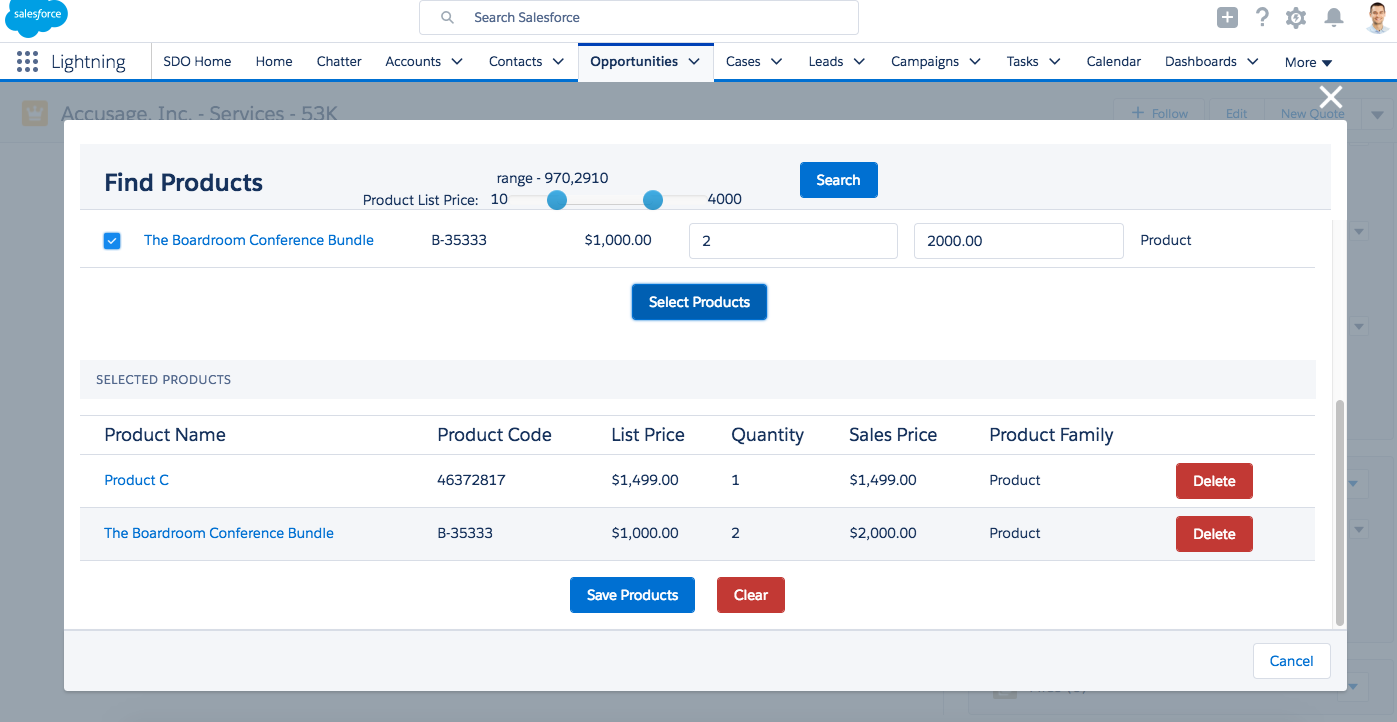 salesforce
Search Salesforce
Lightning SDO Home Home Chatter Accounts Contacts Opportunities Cases Leads Campaigns Tasks Calendar Dashboards More
Accusage, Inc. - Services - 53K
Follow Edit New Quote
Find Products
range - 970,2910
Product List Price: 10 4000
Search
The Boardroom Conference Bundle B-35333 $1,000.00 2 2000.00 Product
Select Products
SELECTED PRODUCTS
Product Name Product Code List Price Quantity Sales Price Product Family
Product C 46372817 $1,499.00 1 $1,499.00 Product Delete
The Boardroom Conference Bundle B-35333 $1,000.00 2 $2,000.00 Product Delete
Save Products Clear
Cancel